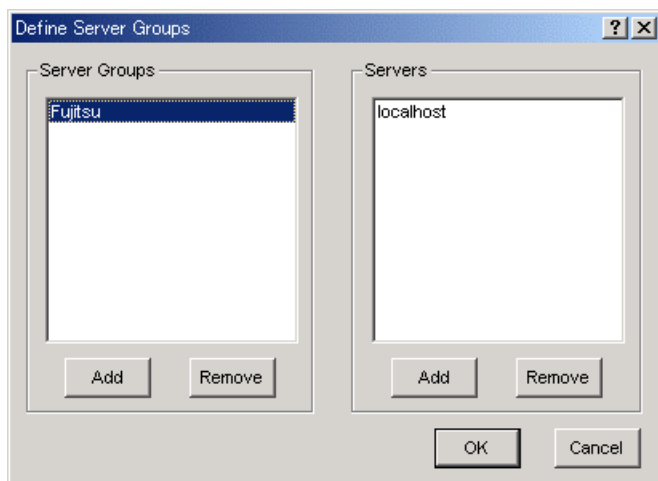 Define Server Groups
Server Groups
Fujitsu
Add
Remove
Servers
localhost
Add
Remove
OK
Cancel